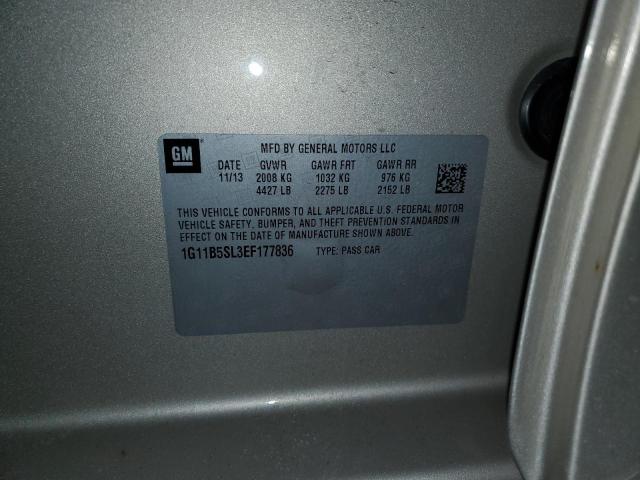 GM
MFD BY GENERAL MOTORS LLC
DATE GVWR GAWR FRT GAWR RR
11/13 2008 KG 1032 KG 976 KG
4427 LB 2275 LB 2152 LB
THIS VEHICLE CONFORMS TO ALL APPLICABLE U.S. FEDERAL MOTOR
VEHICLE SAFETY, BUMPER, AND THEFT PREVENTION STANDARDS IN
EFFECT ON THE DATE OF MANUFACTURE SHOWN ABOVE.
1G11B5SL3EF177836 TYPE: PASS CAR